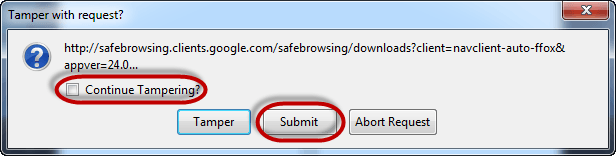 Tamper with request?
http://safebrowsing.clients.google.com/safebrowsing/downloads?client=navclient-auto-ffox&
appver=24.0...
Continue Tampering?
Tamper Submit Abort Request